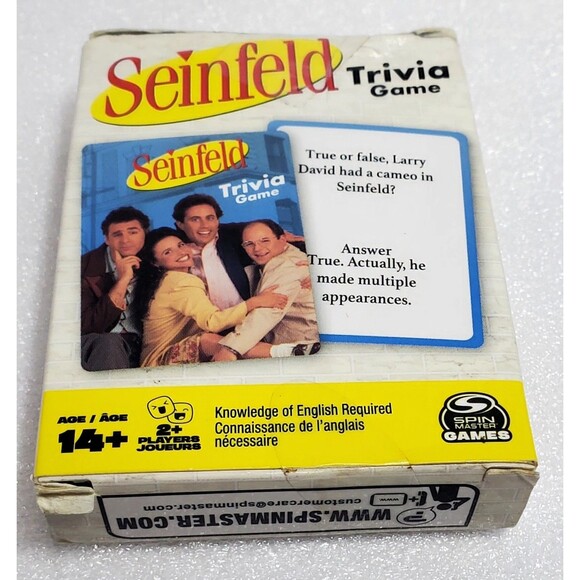 Seinfeld Trivia
Game
Seinfeld
Trivia
Game
True or false, Larry
David had a cameo in
Seinfeld?
Answer
True. Actually, he
made multiple
appearances.
AGE / ÂGE
14+
2+
PLAYERS
JOUEURS
Knowledge of English Required
Connaissance de l'anglais
nécessaire
SPIN
MASTER
GAMES
WWW.SPINMASTER.COM
customercare@spinmaster.com